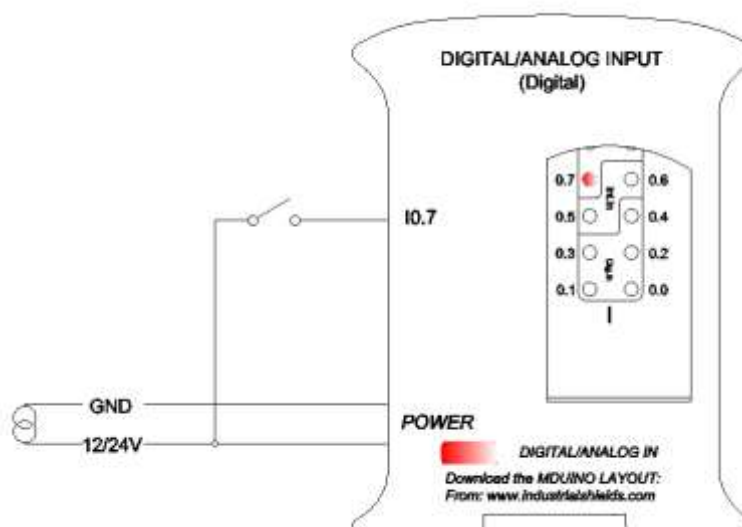 DIGITAL/ANALOG INPUT
(Digital)
0.7 0.6
0.5 0.4
0.3 0.2
0.1 0.0
I
I0.7
GND
12/24V
POWER
DIGITAL/ANALOG IN
Download the MDUINO LAYOUT:
From: www.industrialshields.com